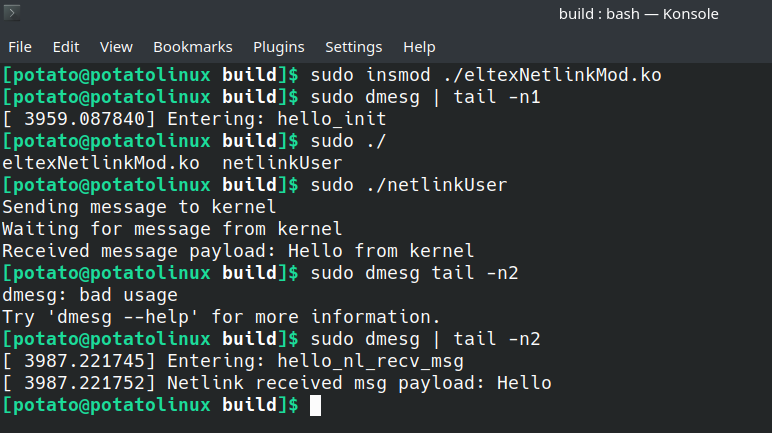 build : bash — Konsole
File Edit View Bookmarks Plugins Settings Help
[potato@potatolinux build]$ sudo insmod ./eltexNetlinkMod.ko
[potato@potatolinux build]$ sudo dmesg | tail -n1
[ 3959.087840] Entering: hello_init
[potato@potatolinux build]$ sudo ./
eltexNetlinkMod.ko  netlinkUser
[potato@potatolinux build]$ sudo ./netlinkUser
Sending message to kernel
Waiting for message from kernel
Received message payload: Hello from kernel
[potato@potatolinux build]$ sudo dmesg tail -n2
dmesg: bad usage
Try 'dmesg --help' for more information.
[potato@potatolinux build]$ sudo dmesg | tail -n2
[ 3987.221745] Entering: hello_nl_recv_msg
[ 3987.221752] Netlink received msg payload: Hello
[potato@potatolinux build]$